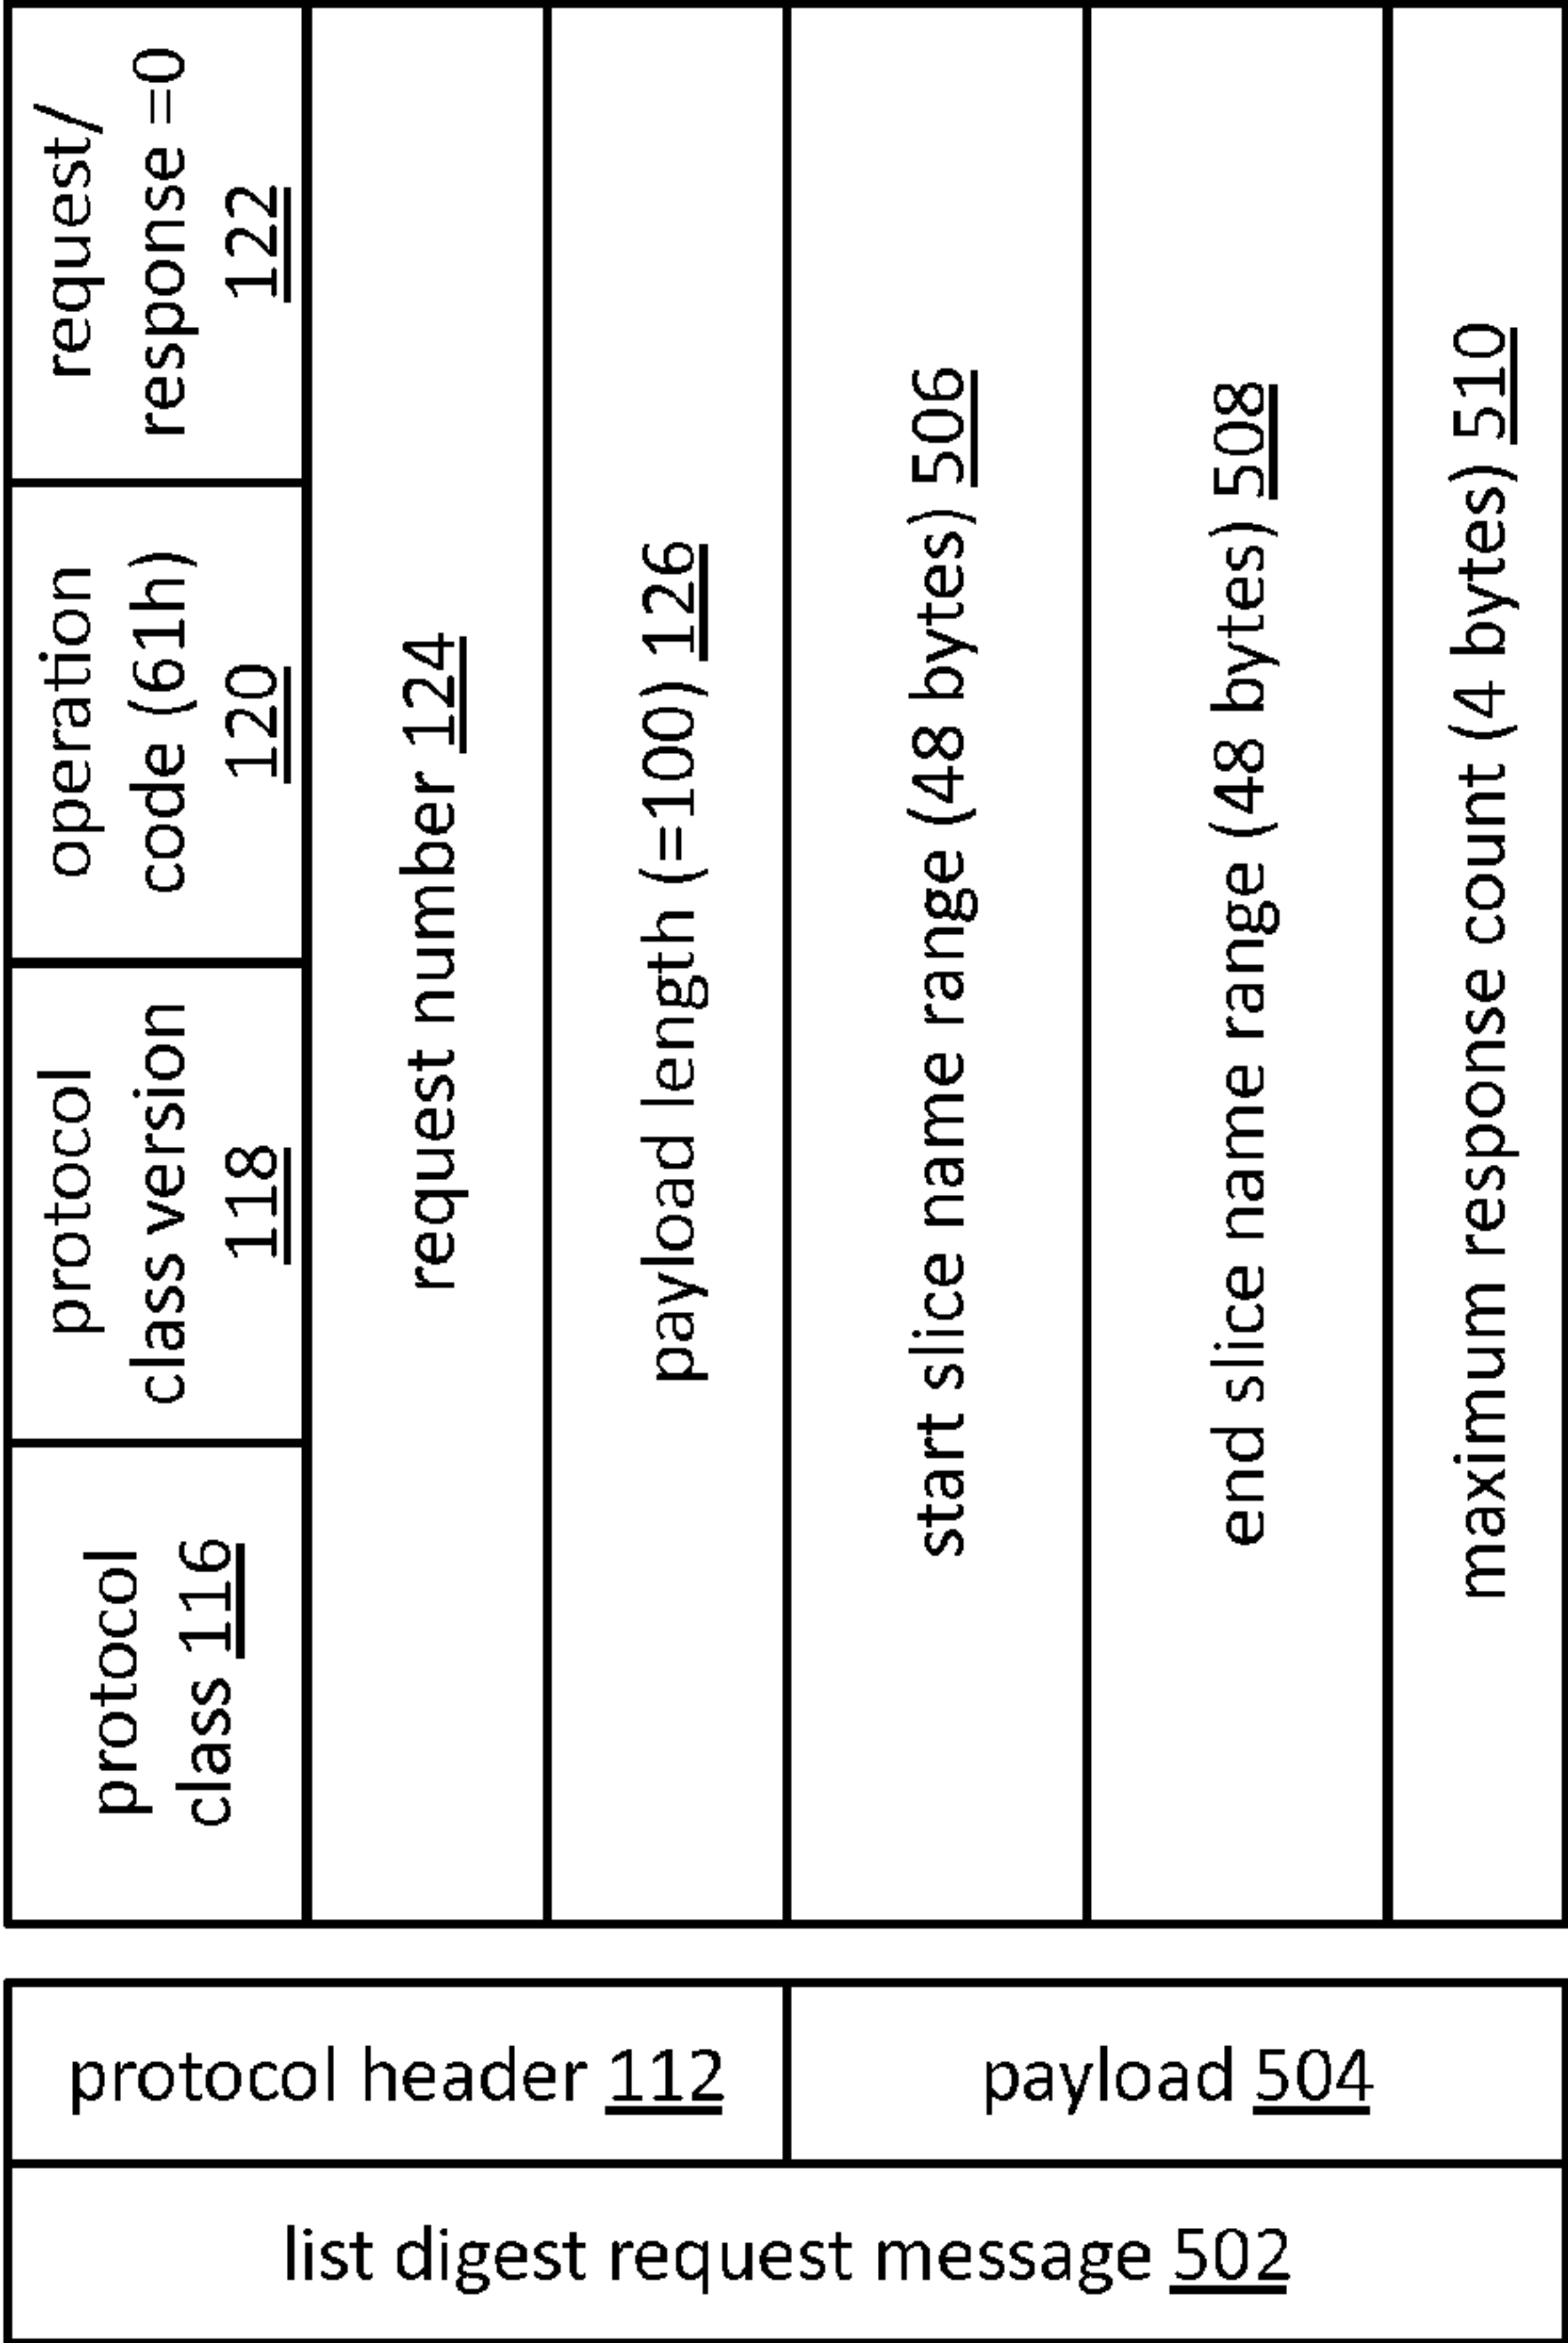 list digest request message 502
protocol header 112
payload 504
protocol
class 116
protocol
class version
118
operation
code (61h)
120
request/
response =0
122
request number 124
payload length (=100) 126
start slice name range (48 bytes) 506
end slice name range (48 bytes) 508
maximum response count (4 bytes) 510